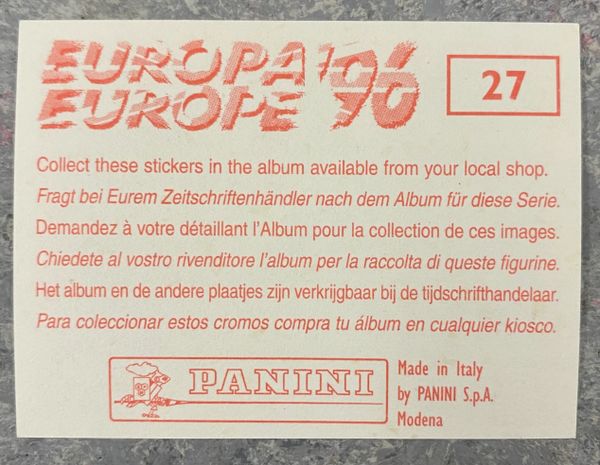 EUROPA '96
EUROPE
27
Collect these stickers in the album available from your local shop.
Fragt bei Eurem Zeitschriftenhändler nach dem Album für diese Serie.
Demandez à votre détaillant l'Album pour la collection de ces images.
Chiedete al vostro rivenditore l'album per la raccolta di queste figurine.
Het album en de andere plaatjes zijn verkrijgbaar bij de tijdschrifthandelaar.
Para coleccionar estos cromos compra tu álbum en cualquier kiosco.
PANINI
Made in Italy
by PANINI S.p.A.
Modena